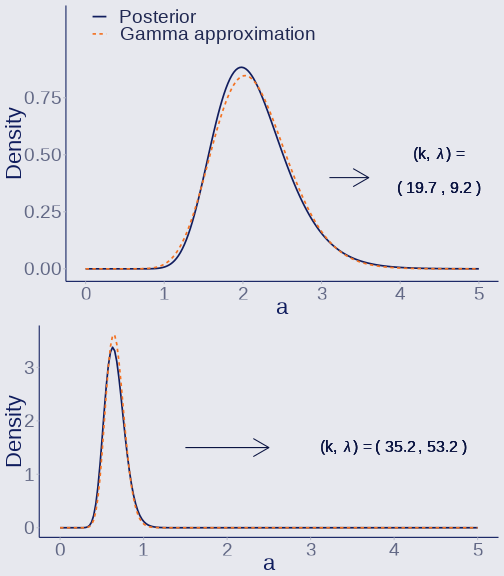 Posterior
Gamma approximation
Density
0.75
0.50
0.25
0.00
(k, λ) =
( 19.7 , 9.2 )
0 1 2 3 4 5
a
Density
3
2
1
0
(k, λ) = ( 35.2 , 53.2 )
0 1 2 3 4 5
a